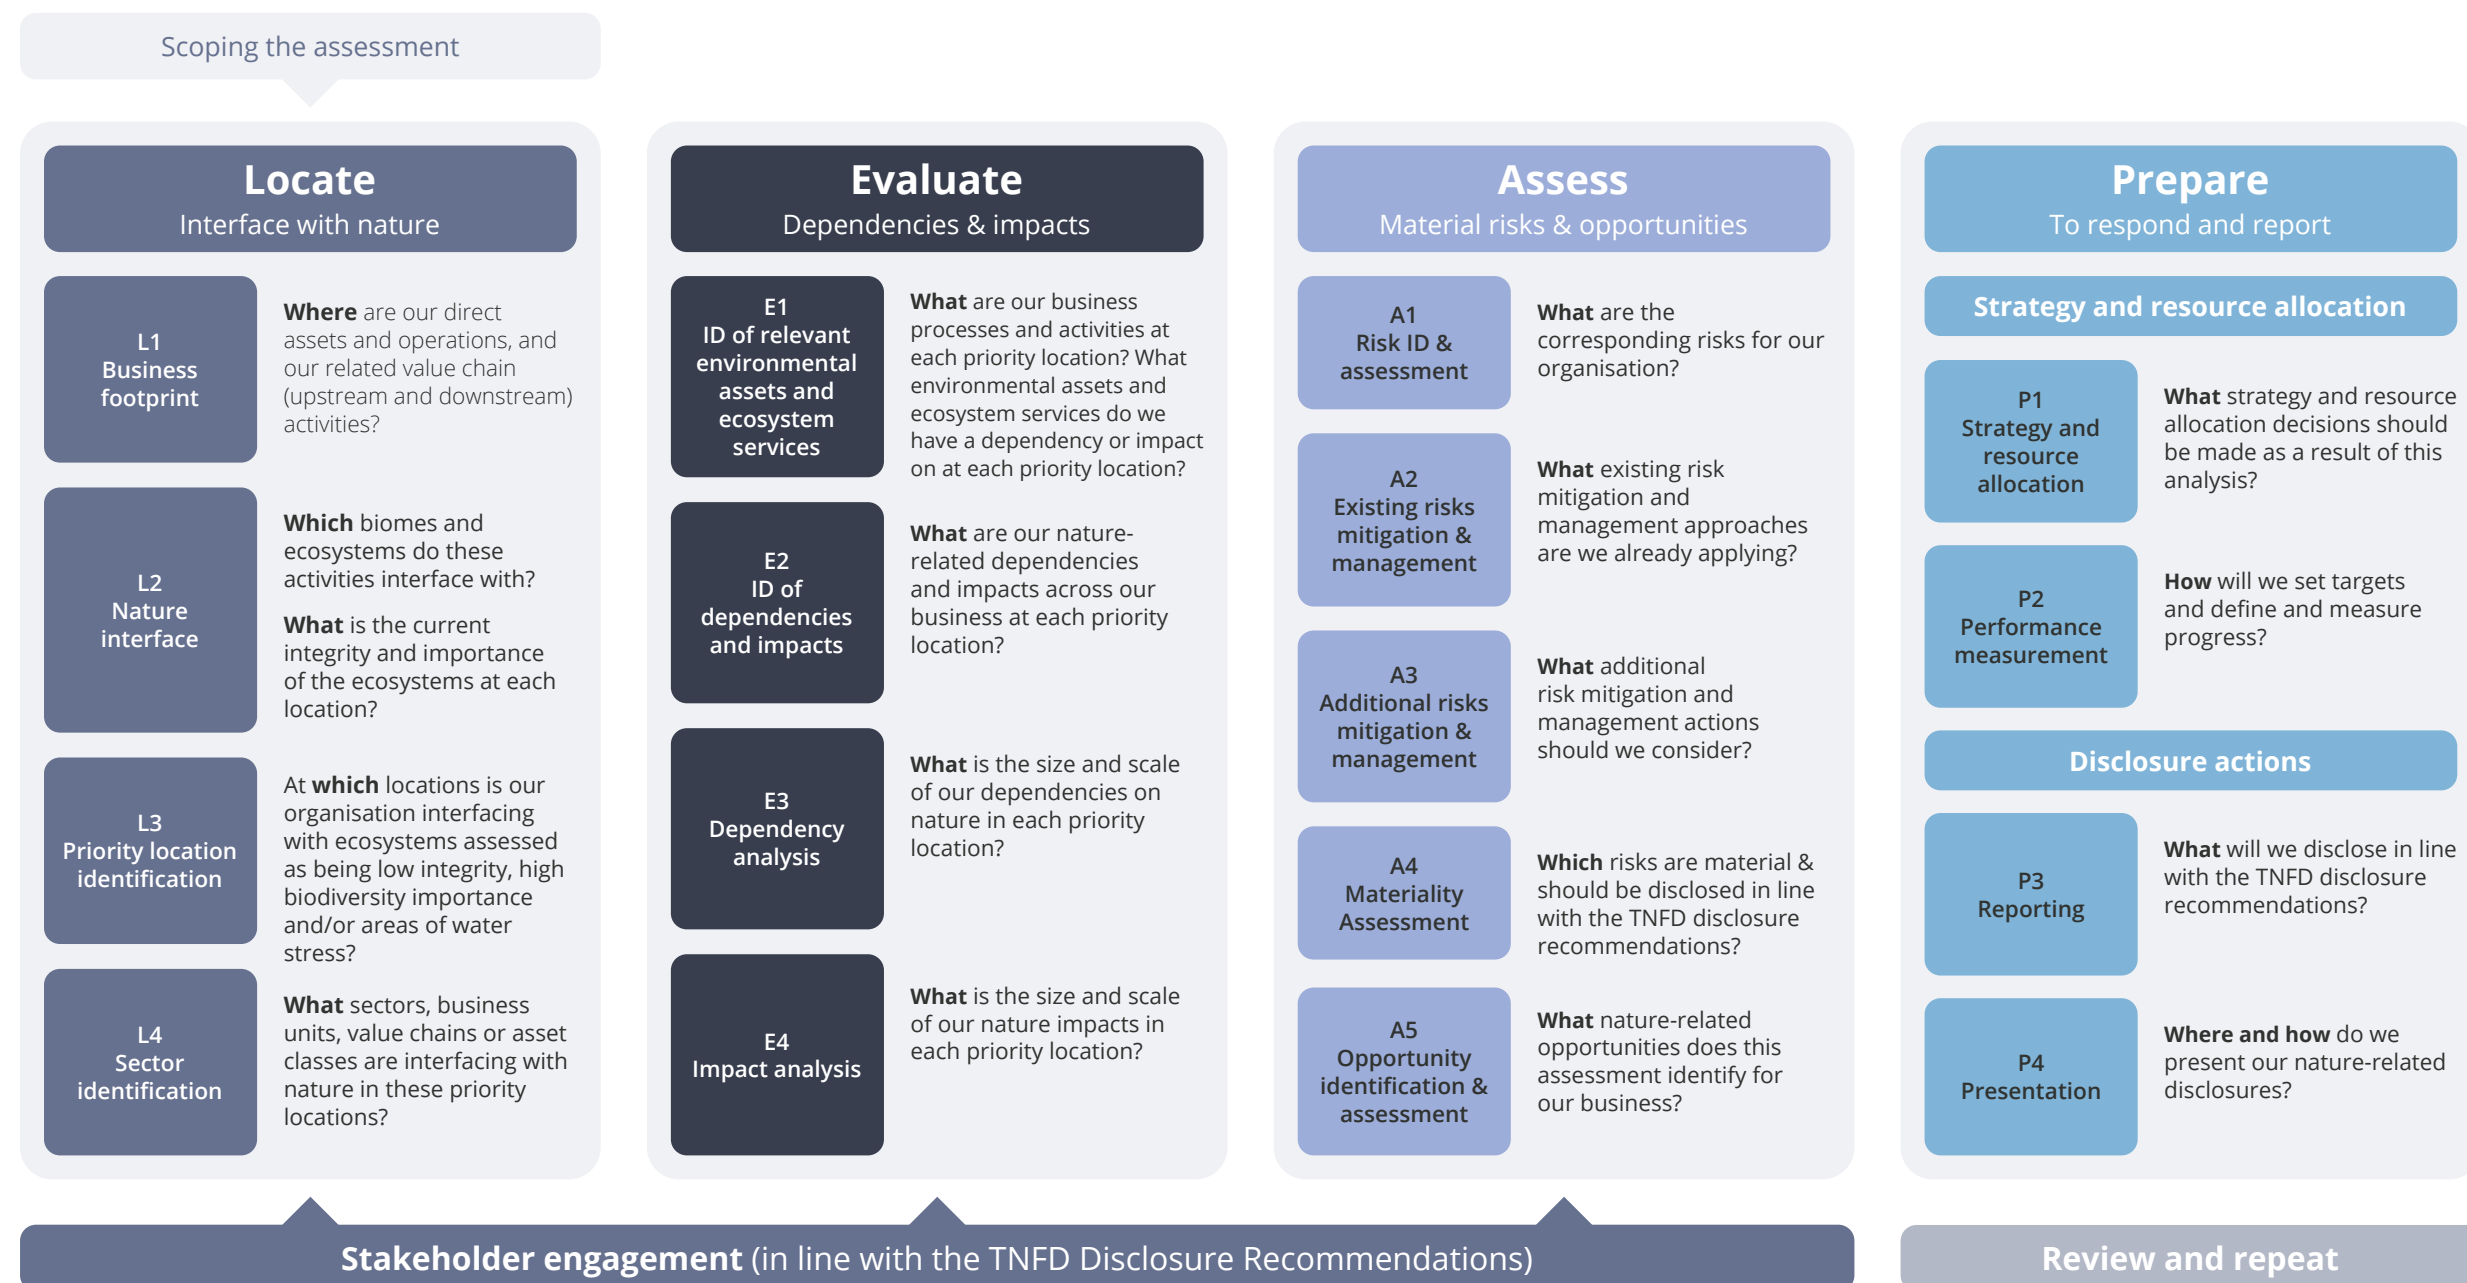 Scoping the assessment
Locate
Interface with nature
L1
Business
footprint
Where are our direct
assets and operations, and
our related value chain
(upstream and downstream)
activities?
L2
Nature
interface
Which biomes and
ecosystems do these
activities interface with?
What is the current
integrity and importance
of the ecosystems at each
location?
L3
Priority location
identification
At which locations is our
organisation interfacing
with ecosystems assessed
as being low integrity, high
biodiversity importance
and/or areas of water
stress?
L4
Sector
identification
What sectors, business
units, value chains or asset
classes are interfacing with
nature in these priority
locations?
Evaluate
Dependencies & impacts
E1
ID of relevant
environmental
assets and
ecosystem
services
What are our business
processes and activities at
each priority location? What
environmental assets and
ecosystem services do we
have a dependency or impact
on at each priority location?
E2
ID of
dependencies
and impacts
What are our nature-
related dependencies
and impacts across our
business at each priority
location?
E3
Dependency
analysis
What is the size and scale
of our dependencies on
nature in each priority
location?
E4
Impact analysis
What is the size and scale
of our nature impacts in
each priority location?
Assess
Material risks & opportunities
A1
Risk ID &
assessment
What are the
corresponding risks for our
organisation?
A2
Existing risks
mitigation &
management
What existing risk
mitigation and
management approaches
are we already applying?
A3
Additional risks
mitigation &
management
What additional
risk mitigation and
management actions
should we consider?
A4
Materiality
Assessment
Which risks are material &
should be disclosed in line
with the TNFD disclosure
recommendations?
A5
Opportunity
identification &
assessment
What nature-related
opportunities does this
assessment identify for
our business?
Prepare
To respond and report
Strategy and resource allocation
P1
Strategy and
resource
allocation
What strategy and resource
allocation decisions should
be made as a result of this
analysis?
P2
Performance
measurement
How will we set targets
and define and measure
progress?
Disclosure actions
P3
Reporting
What will we disclose in line
with the TNFD disclosure
recommendations?
P4
Presentation
Where and how do we
present our nature-related
disclosures?
Stakeholder engagement (in line with the TNFD Disclosure Recommendations)
Review and repeat